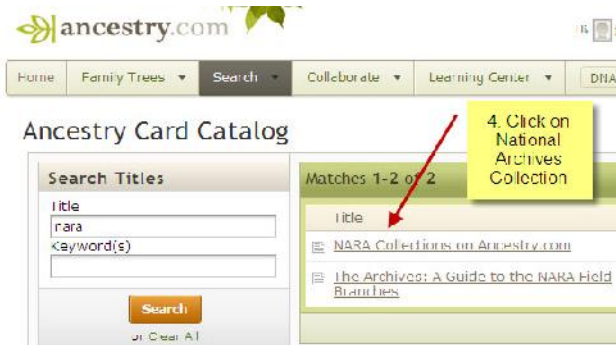 ancestry.com
Hi
Home Family Trees Search Collaborate Learning Center DNA
Ancestry Card Catalog
4. Click on
National
Archives
Collection
Search Titles
Title
nara
Keyword(s)
Search
or Clear All
Matches 1-2 of 2
Title
NARA Collections on Ancestry.com
The Archives: A Guide to the NARA Field
Branches